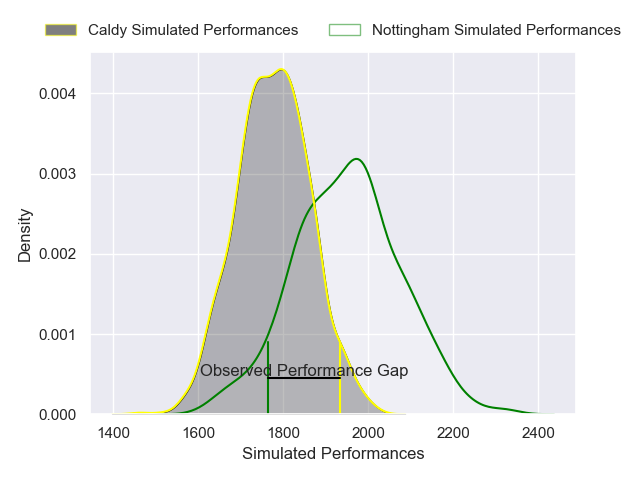 Caldy Simulated Performances
Nottingham Simulated Performances
0.004
0.003
0.002
0.001
0.000
Density
Observed Performance Gap
1400 1600 1800 2000 2200 2400
Simulated Performances